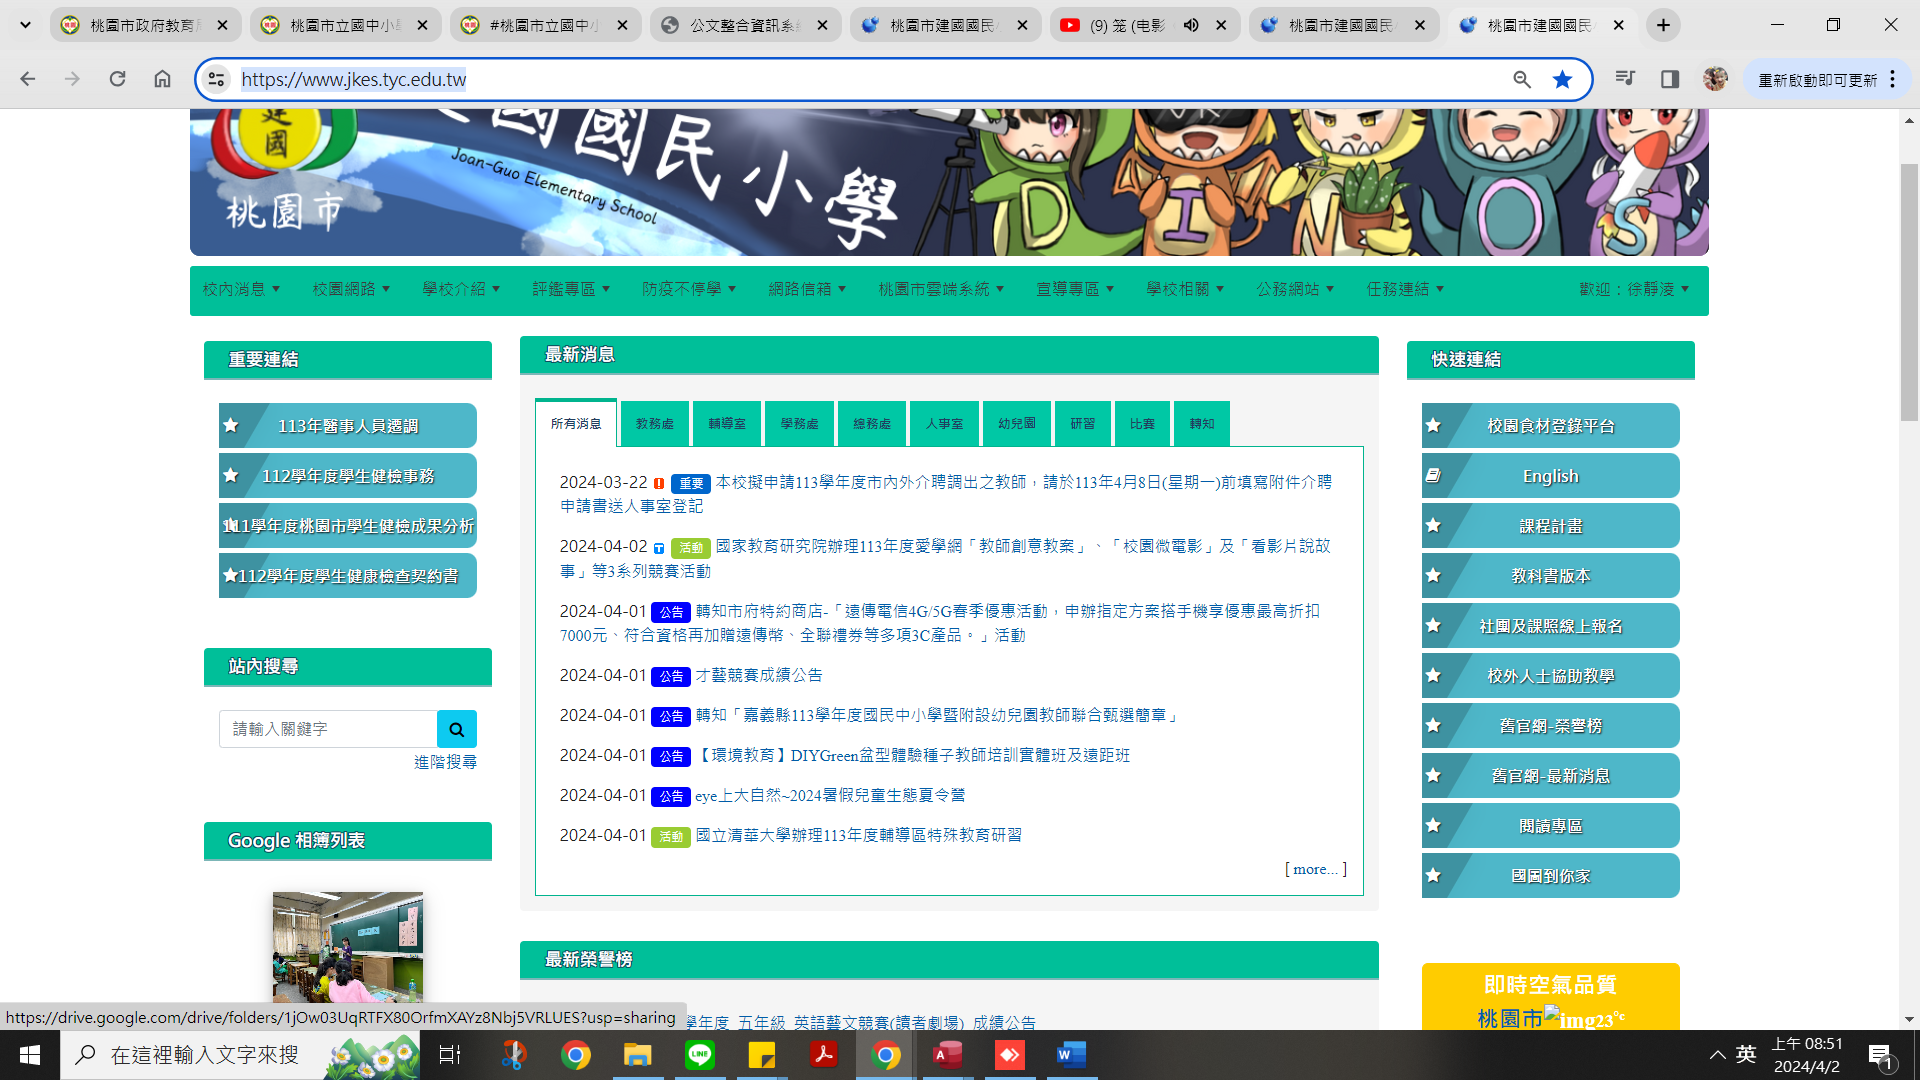 桃園市政府教育
桃園市立國中小
#桃園市立國中小
公文整合資訊系
桃園市建國國民
(9) 笼 (电影
桃園市建國國民
桃園市建國國民
https://www.jkes.tyc.edu.tw
重新啟動即可更新
建國
桃園市
建國國民小學
Joan-Guo Elementary School
VR
DINOS
校內消息
校園網路
學校介紹
評鑑專區
防疫不停學
網路信箱
桃園市雲端系統
宣導專區
學校相關
公務網站
任務連結
歡迎：徐靜淩
重要連結
113年醫事人員遷調
112學年度學生健檢事務
111學年度桃園市學生健檢成果分析
112學年度學生健康檢查契約書
站內搜尋
請輸入關鍵字
進階搜尋
Google 相簿列表
最新消息
所有消息
教務處
輔導室
學務處
總務處
人事室
幼兒園
研習
比賽
轉知
2024-03-22 重要 本校擬申請113學年度市內外介聘調出之教師，請於113年4月8日(星期一)前填寫附件介聘
申請書送人事室登記
2024-04-02 活動 國家教育研究院辦理113年度愛學網「教師創意教案」、「校園微電影」及「看影片說故
事」等3系列競賽活動
2024-04-01 公告 轉知市府特約商店-「遠傳電信4G/5G春季優惠活動，申辦指定方案搭手機享優惠最高折扣
7000元、符合資格再加贈遠傳幣、全聯禮券等多項3C產品。」活動
2024-04-01 公告 才藝競賽成績公告
2024-04-01 公告 轉知「嘉義縣113學年度國民中小學暨附設幼兒園教師聯合甄選簡章」
2024-04-01 公告 【環境教育】DIYGreen盆型體驗種子教師培訓實體班及遠距班
2024-04-01 公告 eye上大自然~2024暑假兒童生態夏令營
2024-04-01 活動 國立清華大學辦理113年度輔導區特殊教育研習
[ more... ]
最新榮譽榜
學年度 五年級 英語藝文競賽(讀者劇場) 成績公告
快速連結
校園食材登錄平台
English
課程計畫
教科書版本
社團及課照線上報名
校外人士協助教學
舊官網-榮譽榜
舊官網-最新消息
閱讀專區
國圖到你家
即時空氣品質
桃園市img23°c
https://drive.google.com/drive/folders/1jOw03UqRTFX80OrfmXAYz8Nbj5VRLUES?usp=sharing
在這裡輸入文字來搜
英
上午 08:51
2024/4/2
1